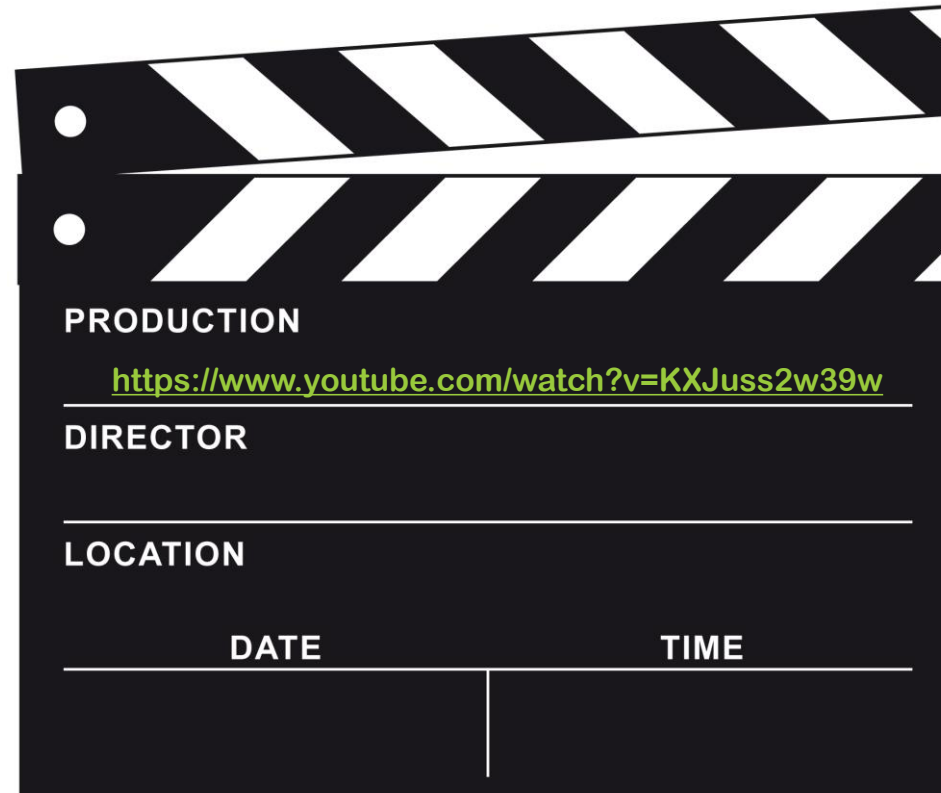 PRODUCTION
https://www.youtube.com/watch?v=KXJuss2w39w
DIRECTOR
LOCATION
DATE TIME